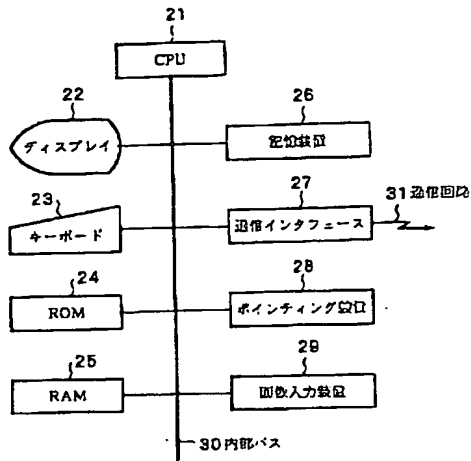 21
CPU
22
ディスプレイ
26
記憶装置
23
キーボード
27
通信インタフェース
31 通信回路
24
ROM
28
ポインティング装置
25
RAM
29
画像入力装置
30 内部バス